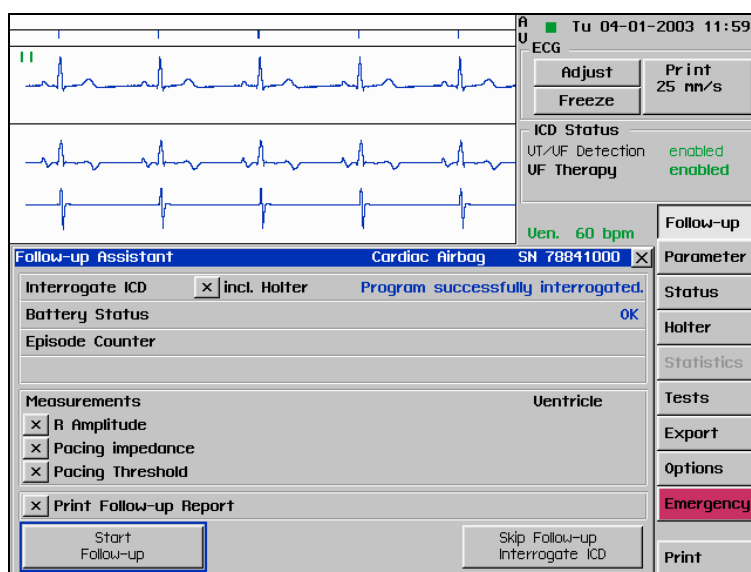 A
V
Tu 04-01-2003 11:59
ECG
Adjust
Freeze
Print
25 mm/s
ICD Status
VT/VF Detection enabled
VF Therapy enabled
Ven. 60 bpm
Follow-up
Parameter
Status
Holter
Statistics
Tests
Export
Options
Emergency
Print
Follow-up Assistant Cardiac Airbag SN 78841000 X
Interrogate ICD X incl. Holter Program successfully interrogated.
Battery Status OK
Episode Counter
Measurements Ventricle
X R Amplitude
X Pacing impedance
X Pacing Threshold
X Print Follow-up Report
Start
Follow-up
Skip Follow-up
Interrogate ICD